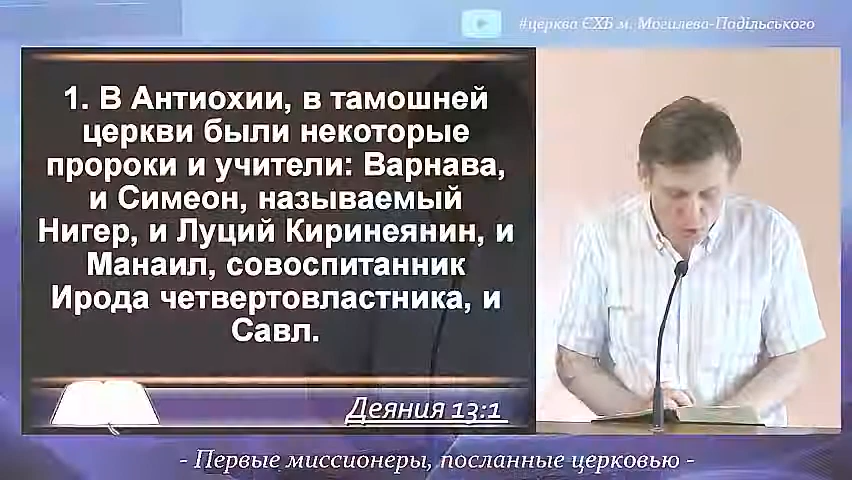 #церква ЄХБ м. Могилева-Подільського
1. В Антиохии, в тамошней
церкви были некоторые
пророки и учители: Варнава,
и Симеон, называемый
Нигер, и Луций Киринеянин, и
Манаил, совоспитанник
Ирода четвертовластника, и
Савл.
Деяния 13:1
- Первые миссионеры, посланные церковью -